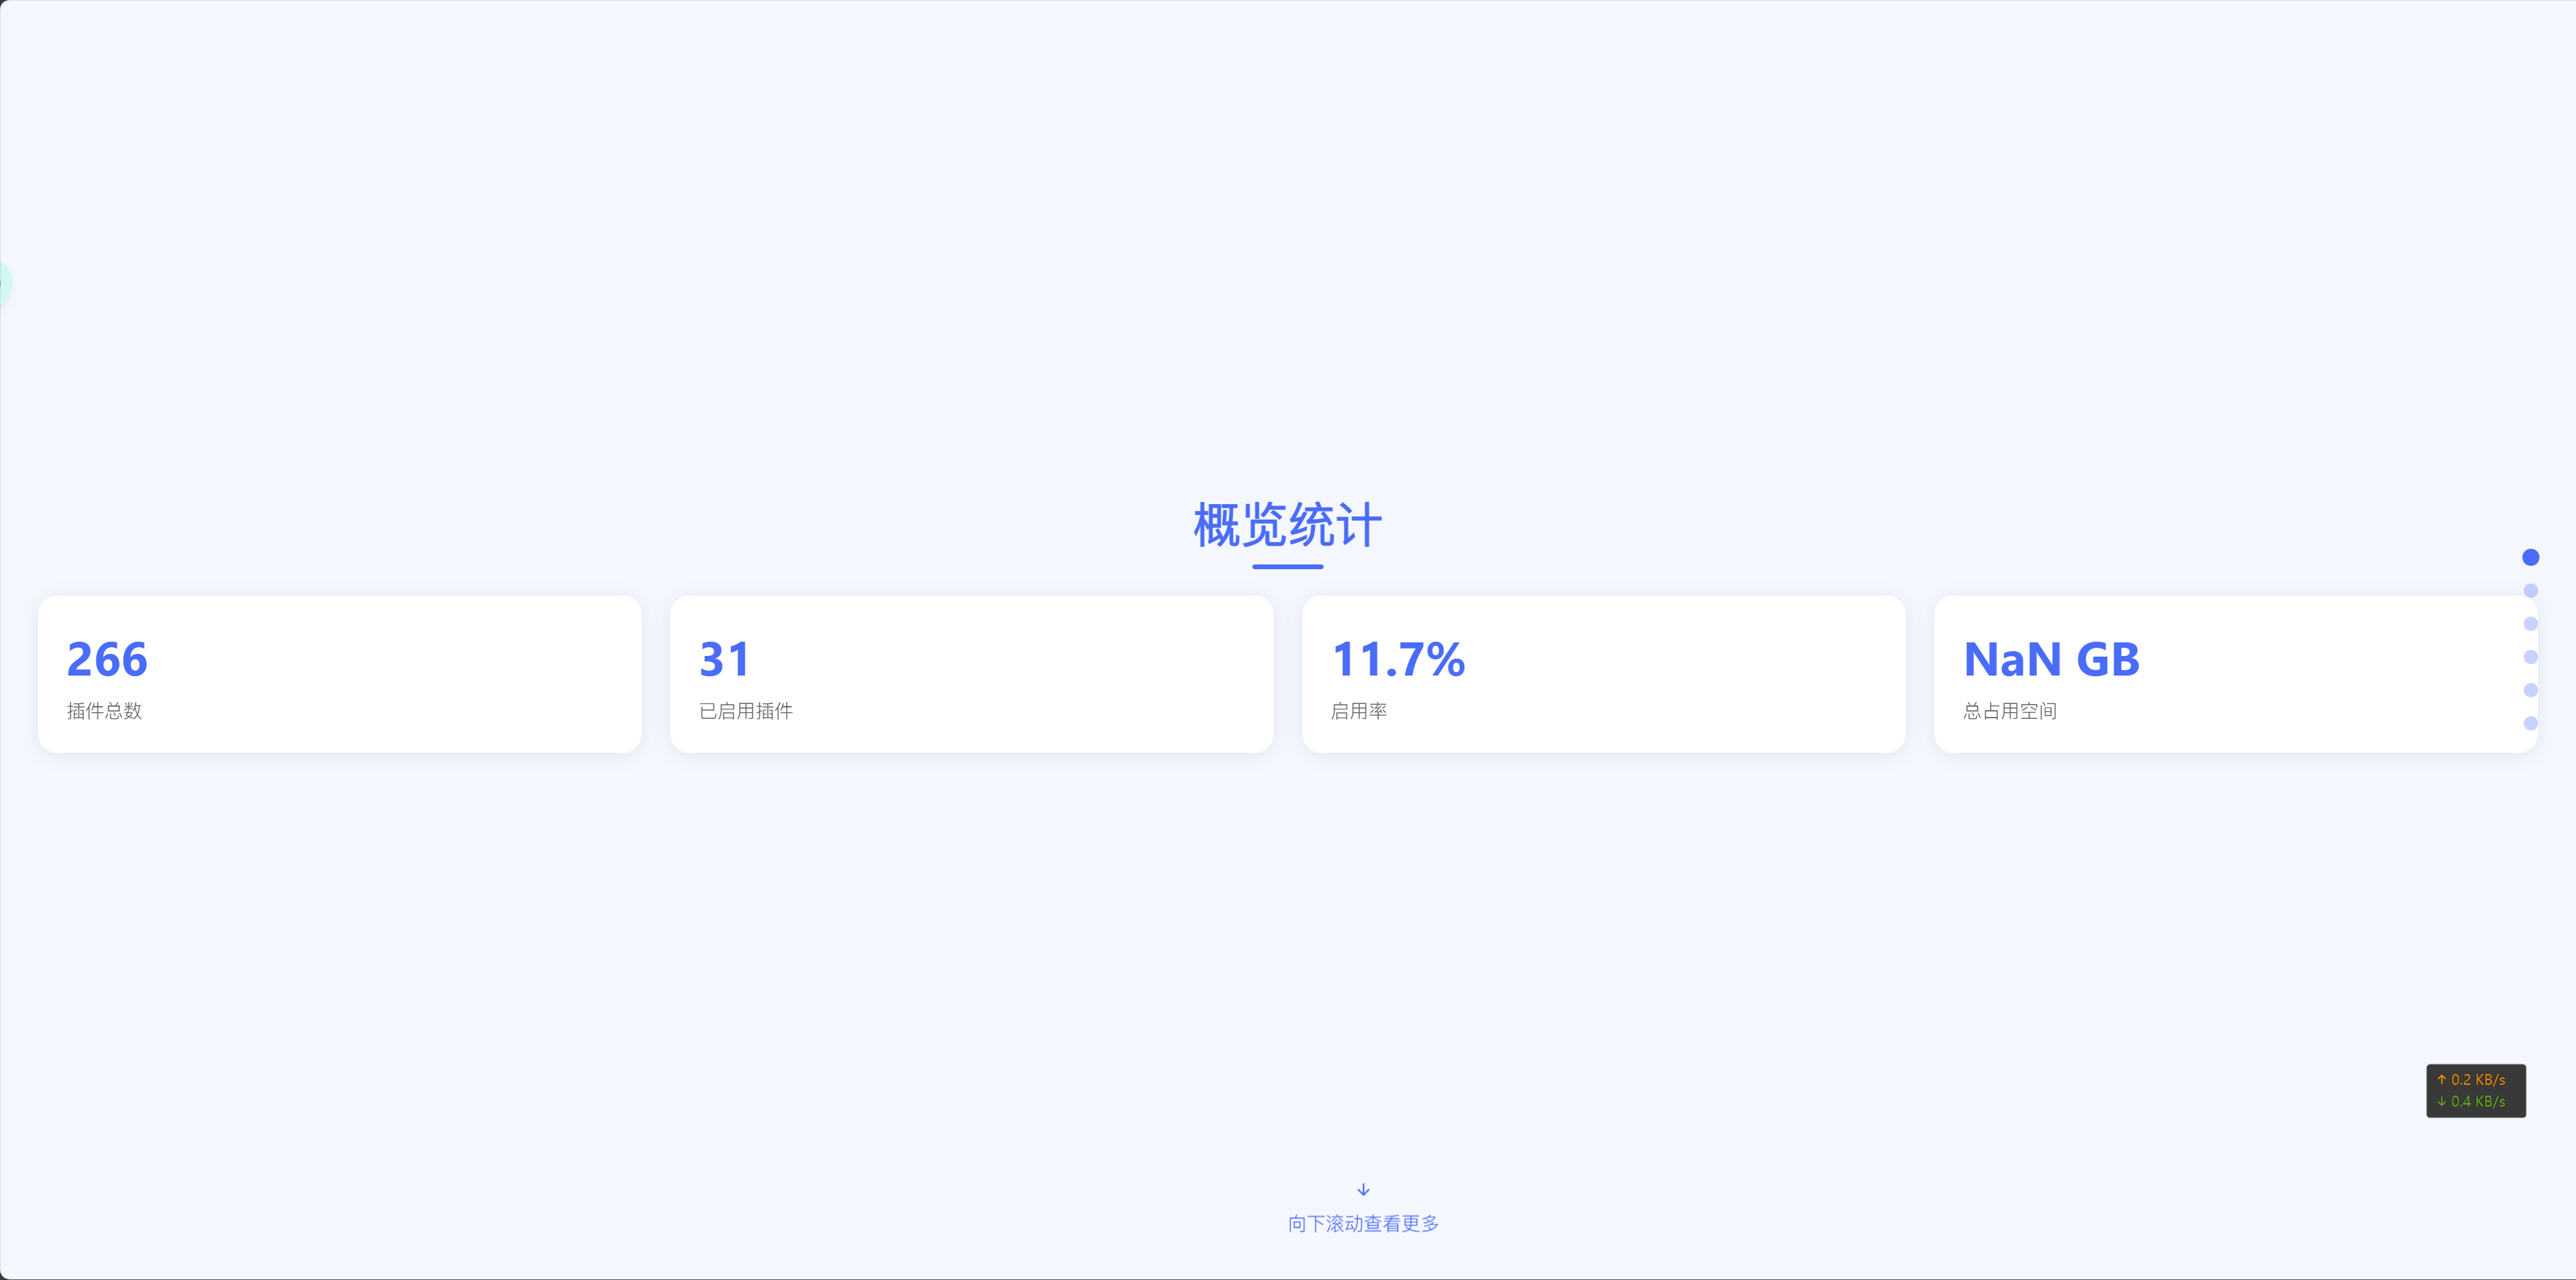 概览统计
266
插件总数
31
已启用插件
11.7%
启用率
NaN GB
总占用空间
↑ 0.2 KB/s
↓ 0.4 KB/s
↓
向下滚动查看更多